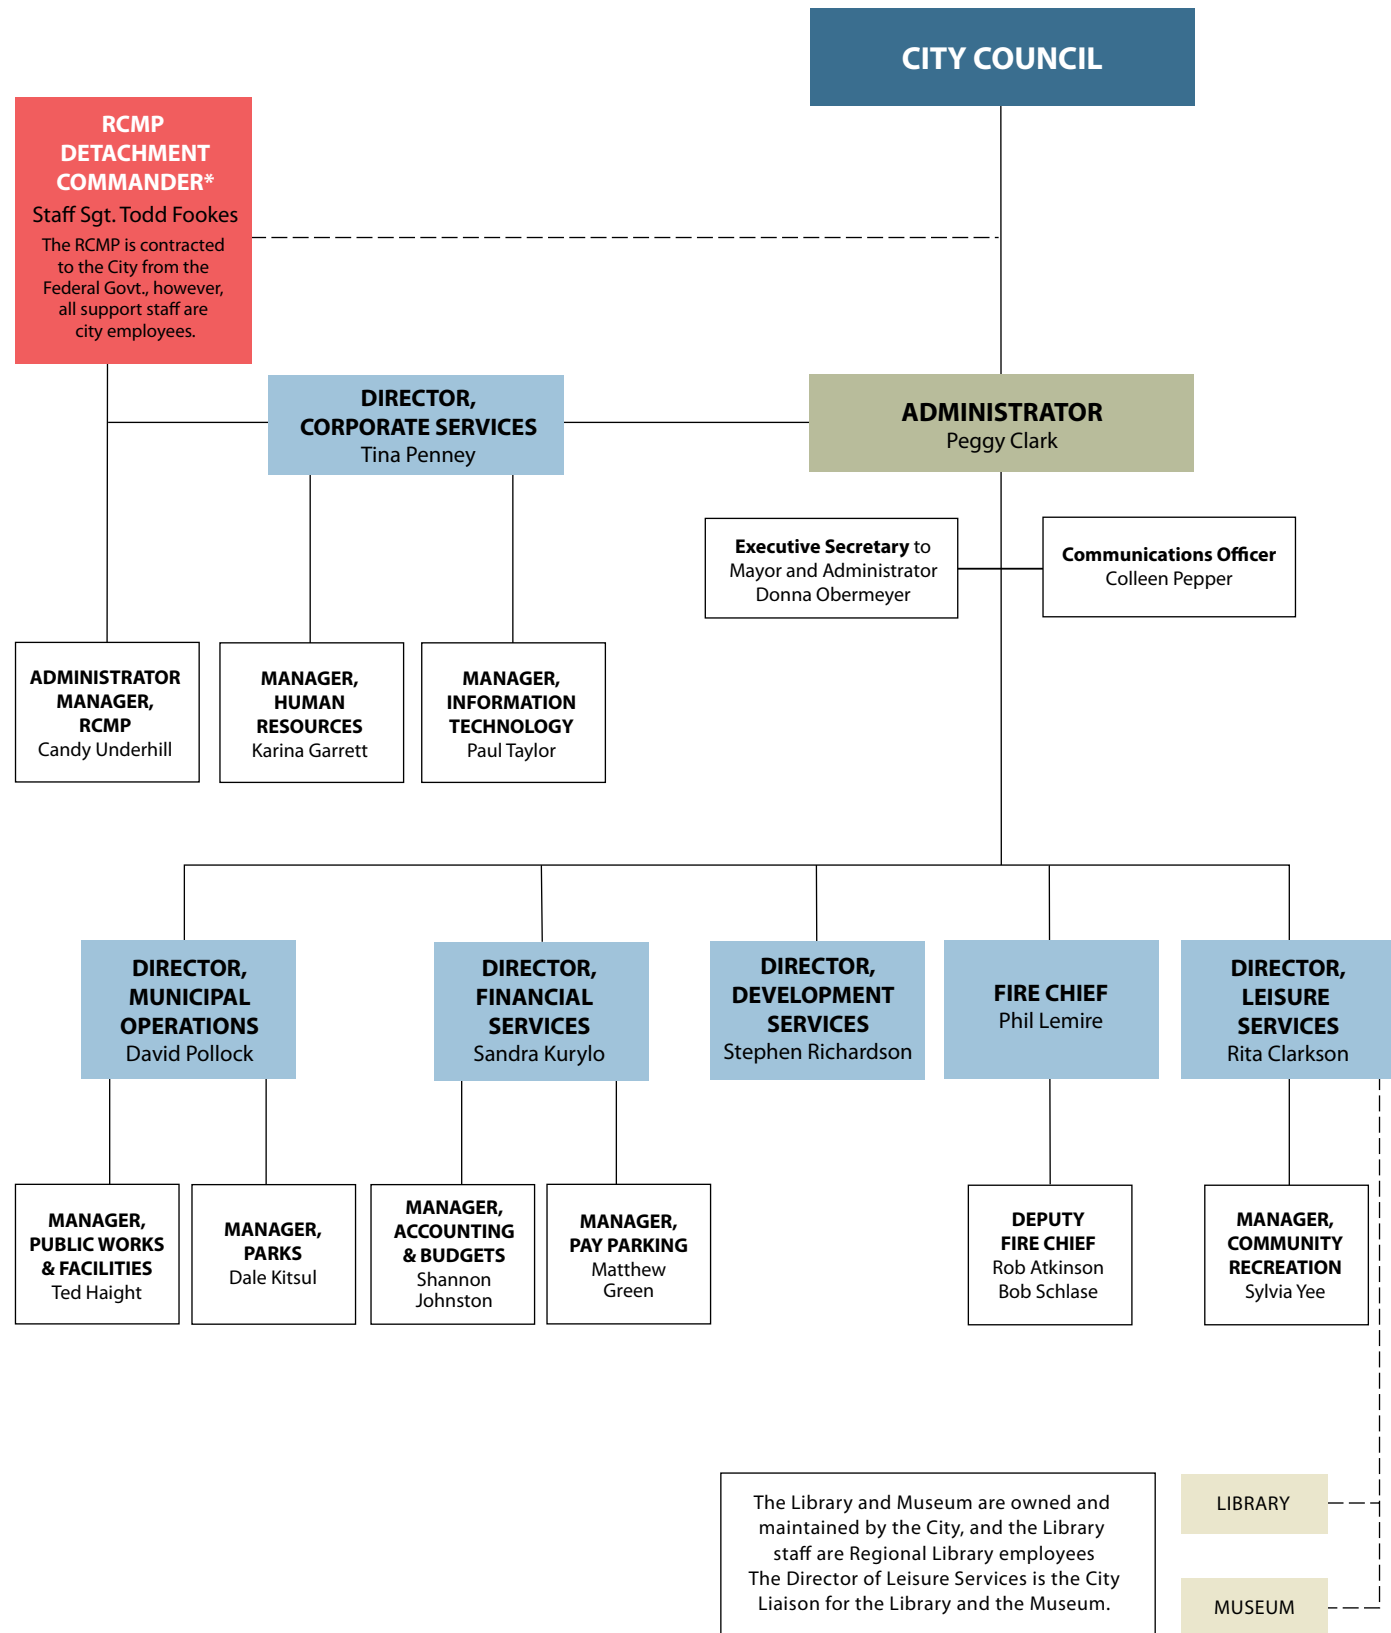 CITY COUNCIL
RCMP
DETACHMENT
COMMANDER*
Staff Sgt. Todd Fookes
The RCMP is contracted
to the City from the
Federal Govt., however,
all support staff are
city employees.
DIRECTOR,
CORPORATE SERVICES
Tina Penney
ADMINISTRATOR
Peggy Clark
Executive Secretary to
Mayor and Administrator
Donna Obermeyer
Communications Officer
Colleen Pepper
ADMINISTRATOR
MANAGER,
RCMP
Candy Underhill
MANAGER,
HUMAN
RESOURCES
Karina Garrett
MANAGER,
INFORMATION
TECHNOLOGY
Paul Taylor
DIRECTOR,
MUNICIPAL
OPERATIONS
David Pollock
DIRECTOR,
FINANCIAL
SERVICES
Sandra Kurylo
DIRECTOR,
DEVELOPMENT
SERVICES
Stephen Richardson
FIRE CHIEF
Phil Lemire
DIRECTOR,
LEISURE
SERVICES
Rita Clarkson
MANAGER,
PUBLIC WORKS
& FACILITIES
Ted Haight
MANAGER,
PARKS
Dale Kitsul
MANAGER,
ACCOUNTING
& BUDGETS
Shannon
Johnston
MANAGER,
PAY PARKING
Matthew
Green
DEPUTY
FIRE CHIEF
Rob Atkinson
Bob Schlase
MANAGER,
COMMUNITY
RECREATION
Sylvia Yee
The Library and Museum are owned and
maintained by the City, and the Library
staff are Regional Library employees
The Director of Leisure Services is the City
Liaison for the Library and the Museum.
LIBRARY
MUSEUM